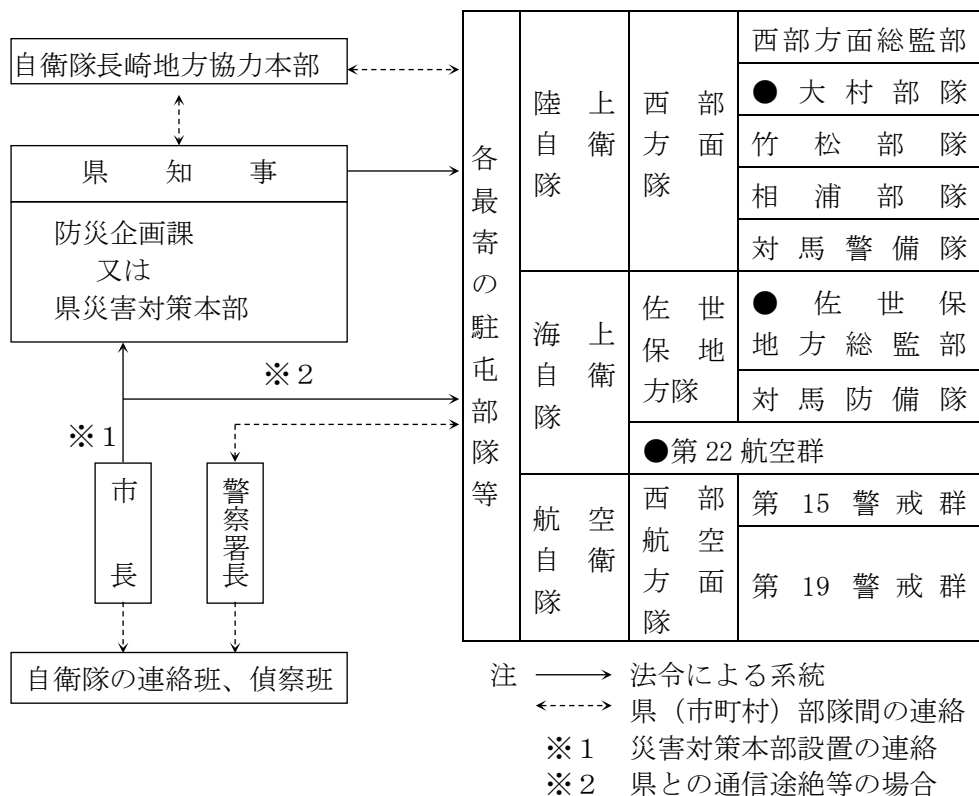 自衛隊長崎地方協力本部
県知事
防災企画課
又は
県災害対策本部
※2
※1
市長
警察署長
自衛隊の連絡班、偵察班
各最寄の駐屯部隊等
陸上
自衛
隊
西部
方面
隊
西部方面総監部
●大村部隊
竹松部隊
相浦部隊
対馬警備隊
海上
自衛
隊
佐世
保地
方隊
●佐世保
地方総監部
対馬防備隊
●第22航空群
航空
自衛
隊
西部
航空
方面
隊
第15警戒群
第19警戒群
注 法令による系統
県（市町村）部隊間の連絡
※1 災害対策本部設置の連絡
※2 県との通信途絶等の場合